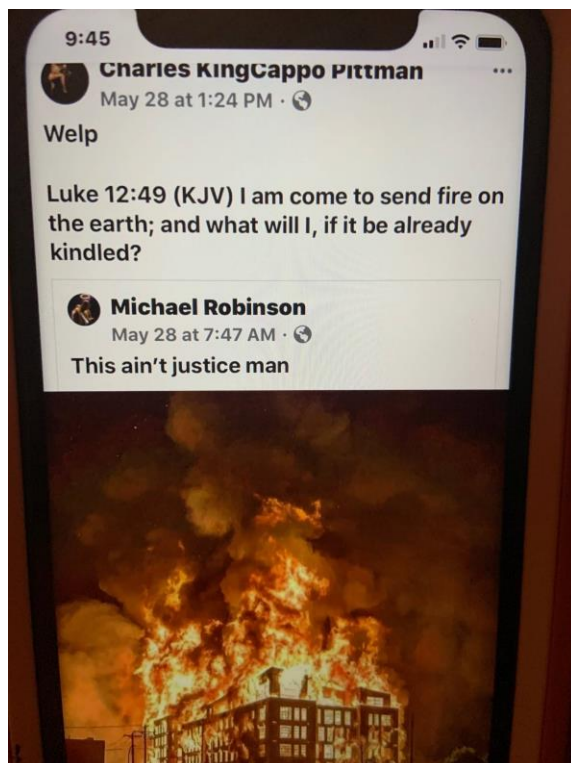 9:45
Charles KingCappo Pittman
May 28 at 1:24 PM ·
Welp
Luke 12:49 (KJV) I am come to send fire on
the earth; and what will I, if it be already
kindled?
Michael Robinson
May 28 at 7:47 AM ·
This ain't justice man